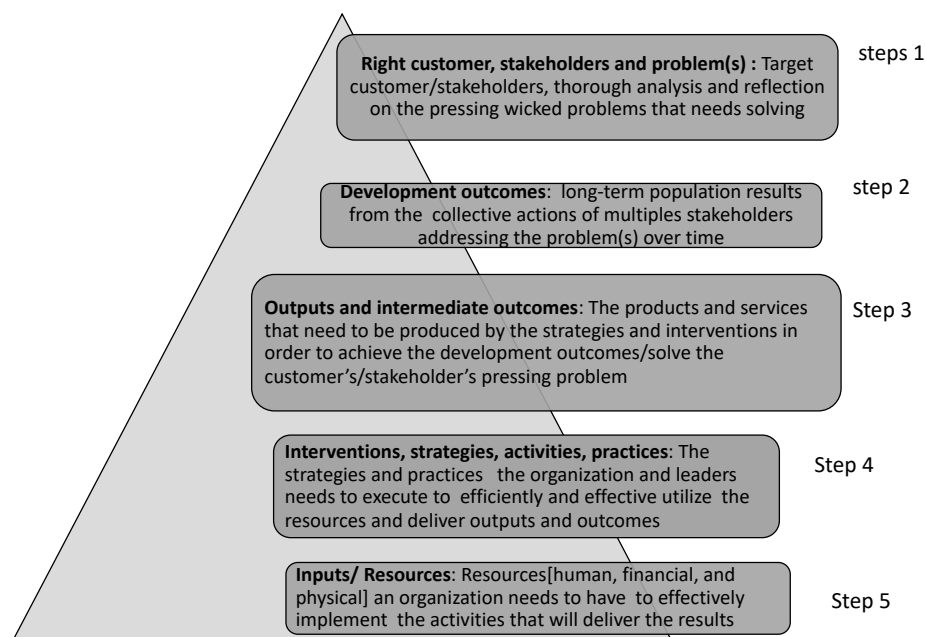 Right customer, stakeholders and problem(s) : Target
customer/stakeholders, thorough analysis and reflection
on the pressing wicked problems that needs solving
steps 1
Development outcomes:  long-term population results
from the  collective actions of multiples stakeholders
addressing the problem(s) over time
step 2
Outputs and intermediate outcomes: The products and services
that need to be produced by the strategies and interventions in
order to achieve the development outcomes/solve the
customer's/stakeholder's pressing problem
Step 3
Interventions, strategies, activities, practices: The
strategies and practices   the organization and leaders
needs to execute to  efficiently and effective utilize  the
resources and deliver outputs and outcomes
Step 4
Inputs/ Resources: Resources[human, financial, and
physical] an organization needs to have  to effectively
implement  the activities that will deliver the results
Step 5